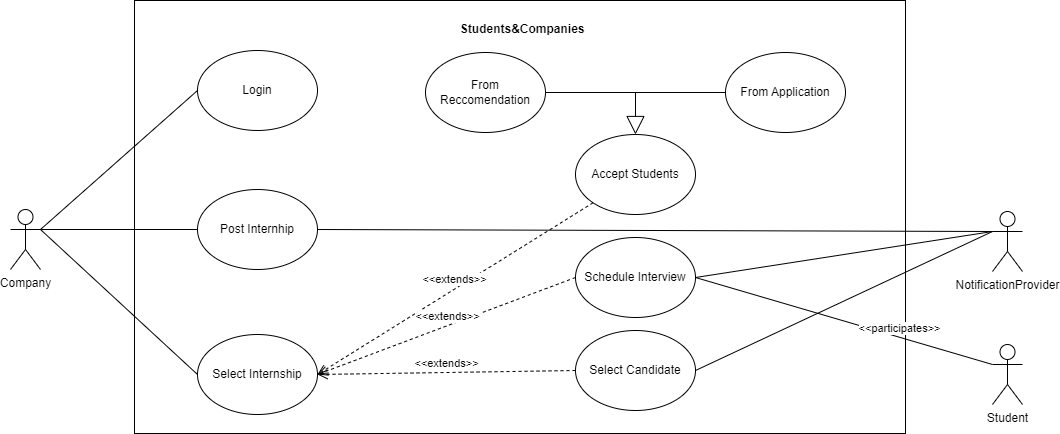 Students&Companies
Login
From
Reccomendation
From Application
Accept Students
Post Internhip
Company
<<extends>>
Schedule Interview
NotificationProvider
<<extends>>
<<participates>>
<<extends>>
Select Internship
Select Candidate
Student